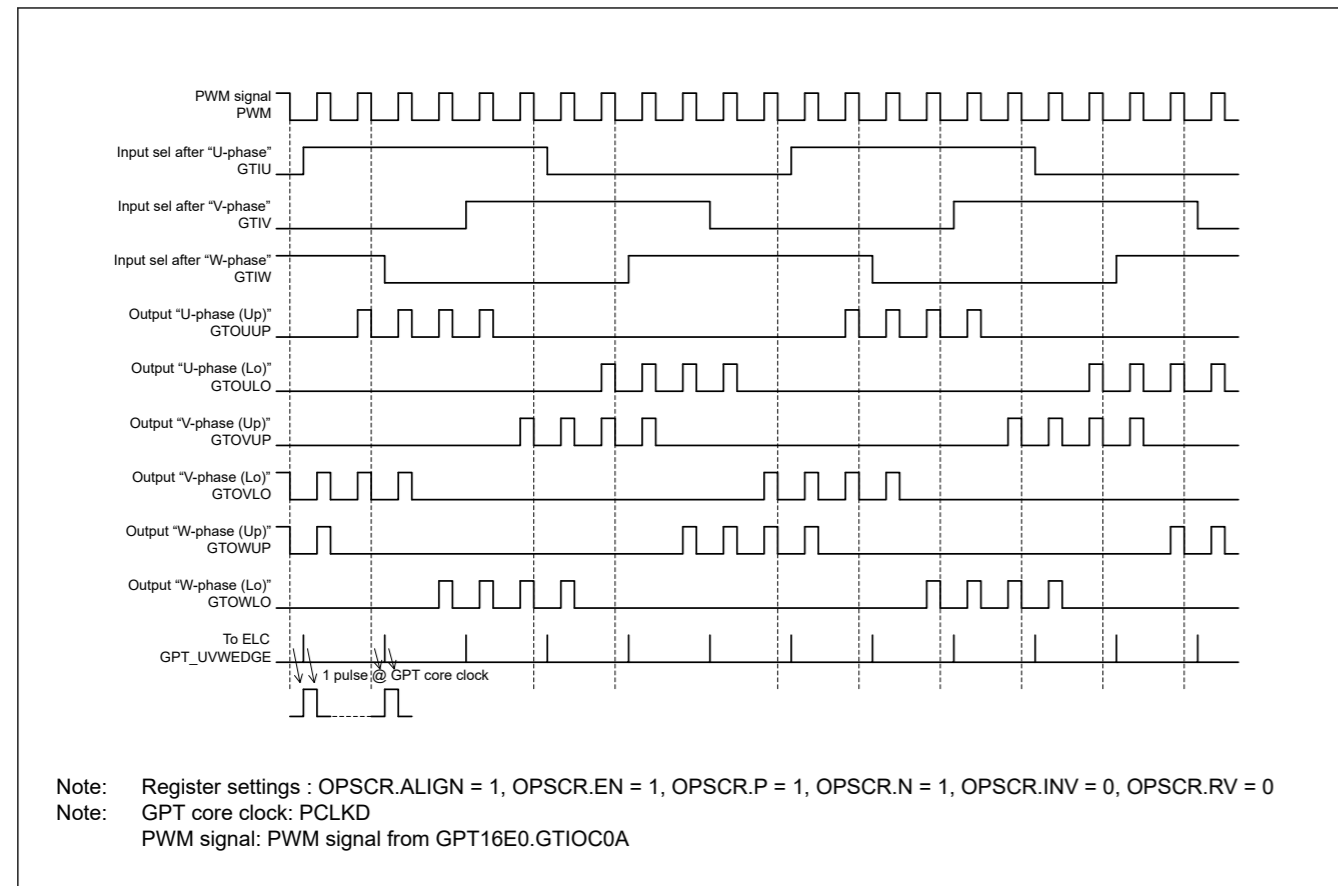 PWM signal
PWM
Input sel after “U-phase”
GTIU
Input sel after “V-phase”
GTIV
Input sel after “W-phase”
GTIW
Output “U-phase (Up)”
GTOUUP
Output “U-phase (Lo)”
GTOULO
Output “V-phase (Up)”
GTOVUP
Output “V-phase (Lo)”
GTOVLO
Output “W-phase (Up)”
GTOWUP
Output “W-phase (Lo)”
GTOWLO
To ELC
GPT_UVWEDGE
1 pulse @ GPT core clock
Note: Register settings : OPSCR.ALIGN = 1, OPSCR.EN = 1, OPSCR.P = 1, OPSCR.N = 1, OPSCR.INV = 0, OPSCR.RV = 0
Note: GPT core clock: PCLKD
PWM signal: PWM signal from GPT16E0.GTIOC0A